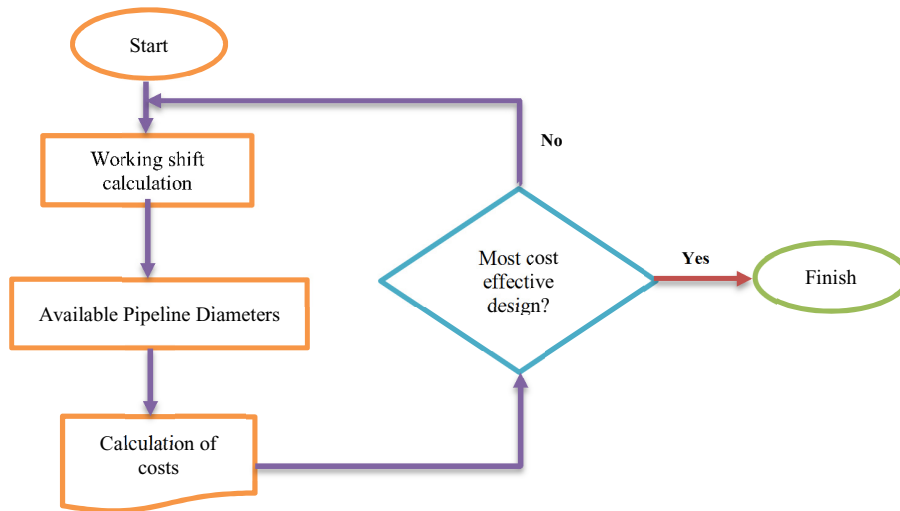 Start
Working shift
calculation
Available Pipeline Diameters
Calculation of
costs
No
Most cost
effective
design?
Yes
Finish